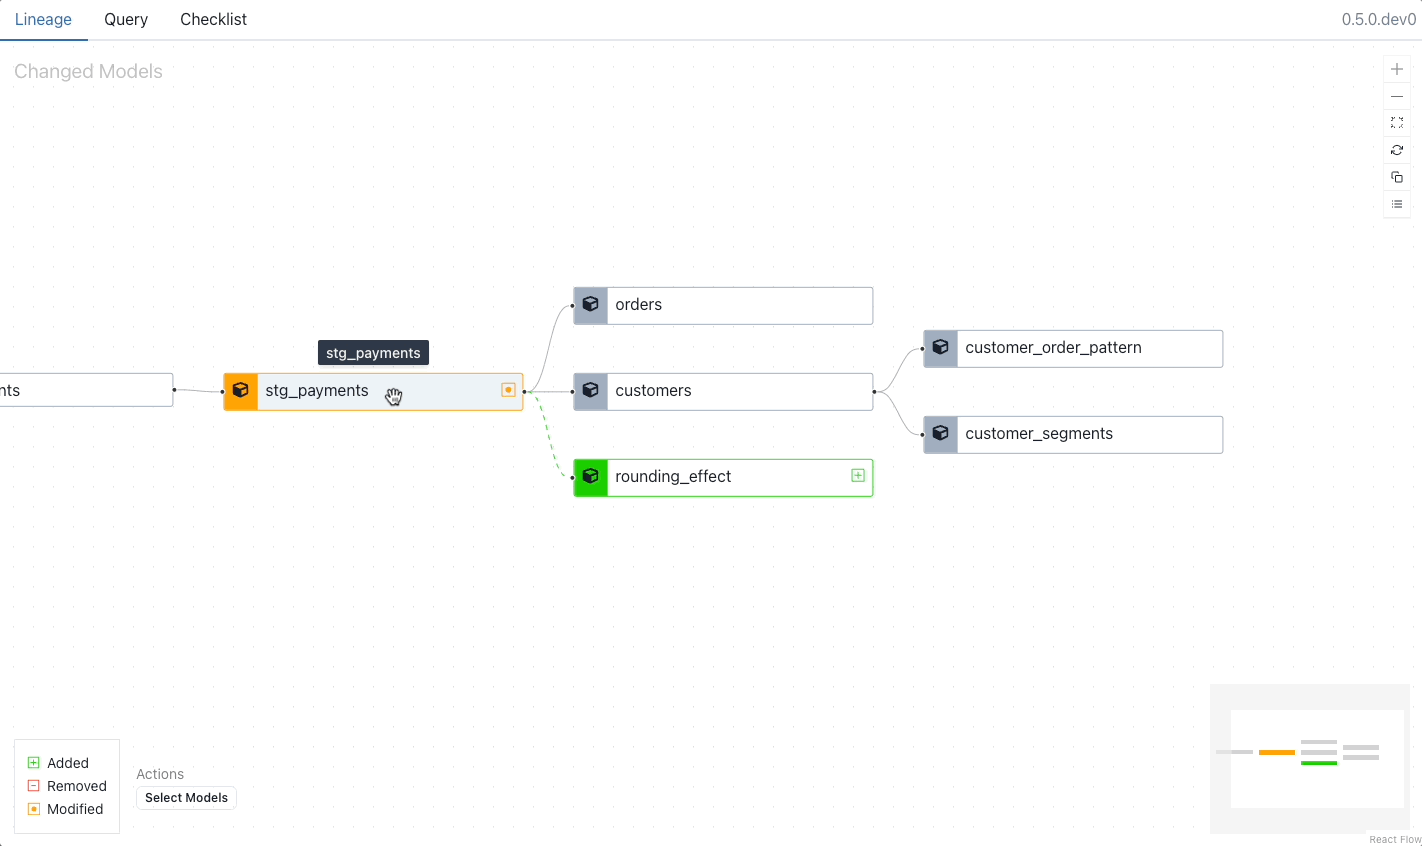 Lineage Query Checklist 0.5.0.dev0
Changed Models
orders
customer_order_pattern
stg_payments
nts
stg_payments
customers
customer_segments
rounding_effect
Added
Removed
Modified
Actions
Select Models
React Flow